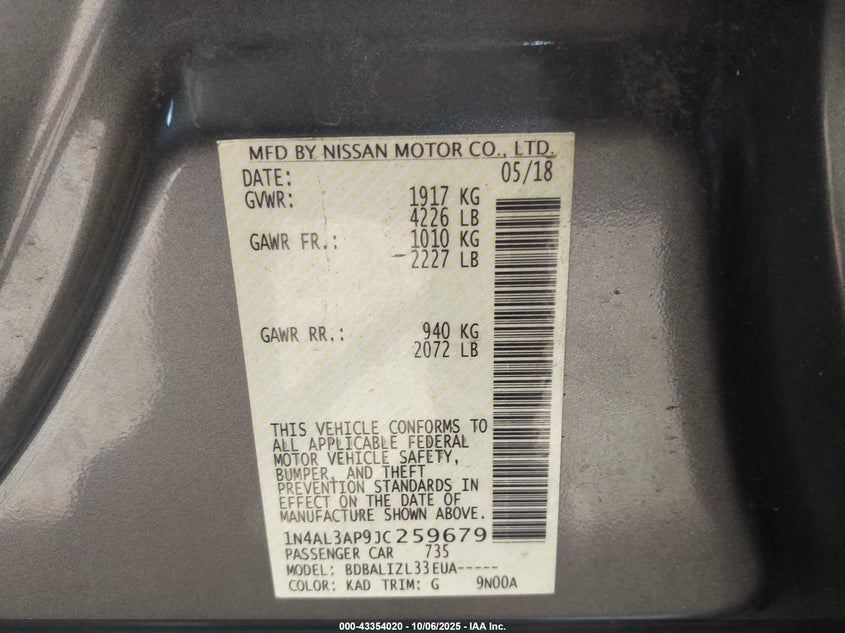 MFD BY NISSAN MOTOR CO., LTD.
DATE: 05/18
GVWR: 1917 KG
4226 LB
GAWR FR.: 1010 KG
2227 LB
GAWR RR.: 940 KG
2072 LB
THIS VEHICLE CONFORMS TO
ALL APPLICABLE FEDERAL
MOTOR VEHICLE SAFETY,
BUMPER, AND THEFT
PREVENTION STANDARDS IN
EFFECT ON THE DATE OF
MANUFACTURE SHOWN ABOVE.
1N4AL3AP9JC259679
PASSENGER CAR 735
MODEL: BDBALIZL33EUA-----
COLOR: KAD TRIM: G 9N00A
000-43354020 - 10/06/2025 - IAA Inc.